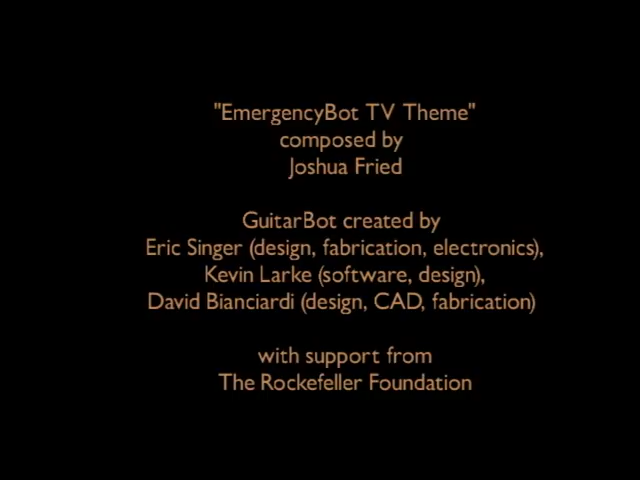 "EmergencyBot TV Theme"
composed by
Joshua Fried
GuitarBot created by
Eric Singer (design, fabrication, electronics),
Kevin Larke (software, design),
David Bianciardi (design, CAD, fabrication)
with support from
The Rockefeller Foundation